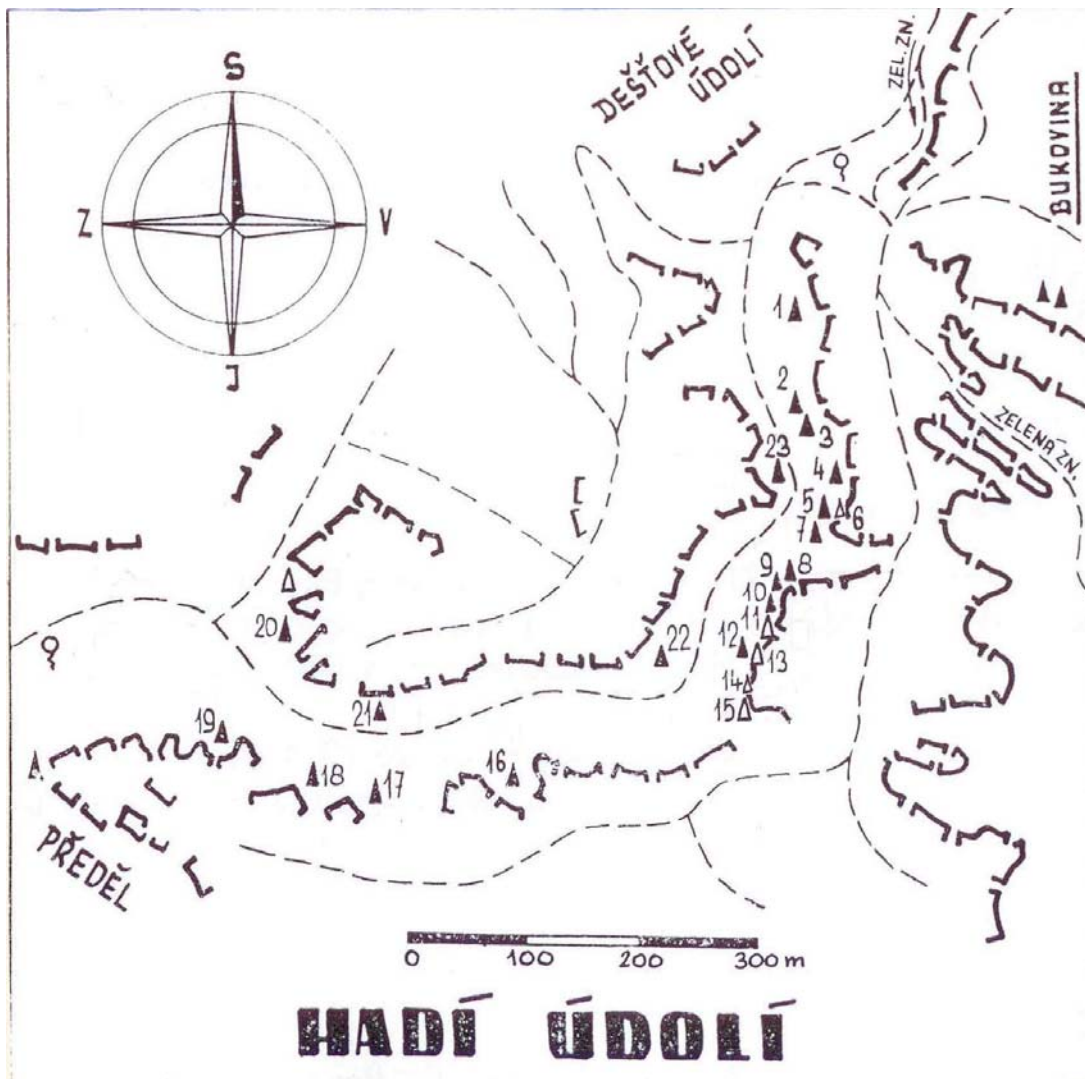 S
Z
V
J
DEŠŤOVÉ
ÚDOLÍ
ZEL. ZN.
BUKOVINA
ZELENÁ ZN.
1
2
3
23
4
5
6
7
9
8
10
11
12
13
22
14
15
20
21
19
18
17
16
PŘEDĚL
0 100 200 300 m
HADÍ ÚDOLÍ